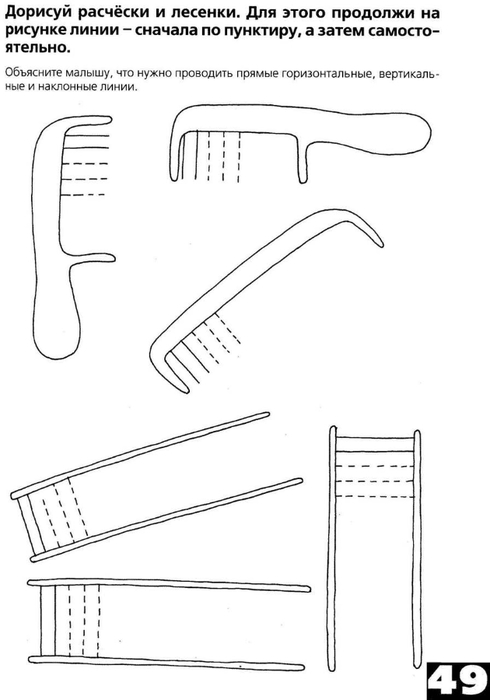 Дорисуй расчёски и лесенки. Для этого продолжи на
рисунке линии – сначала по пунктиру, а затем самосто-
ятельно.
Объясните малышу, что нужно проводить прямые горизонтальные, вертикаль-
ные и наклонные линии.
49